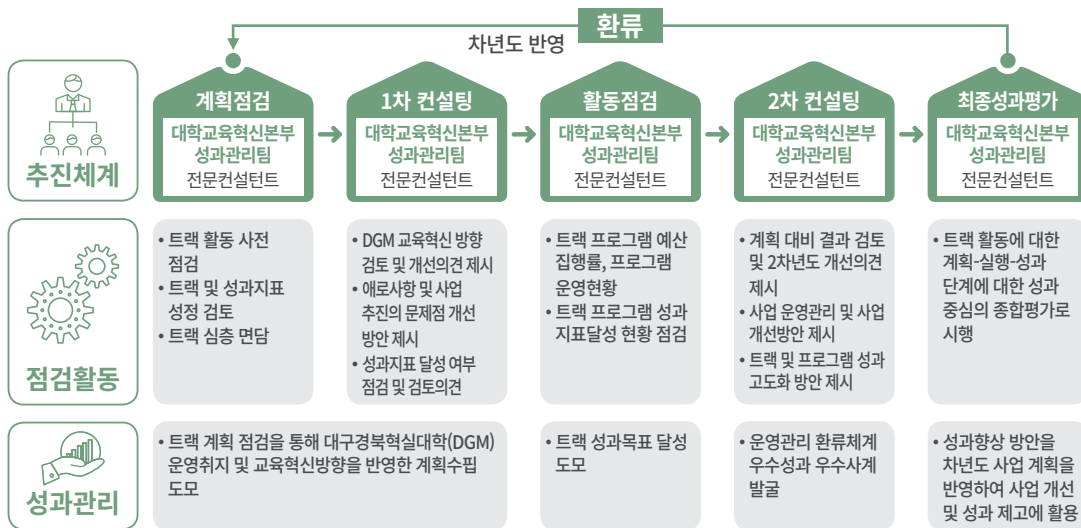 환류
차년도 반영
추진체계
계획점검
대학교육혁신본부
성과관리팀
전문컨설턴트
1차 컨설팅
대학교육혁신본부
성과관리팀
전문컨설턴트
활동점검
대학교육혁신본부
성과관리팀
전문컨설턴트
2차 컨설팅
대학교육혁신본부
성과관리팀
전문컨설턴트
최종성과평가
대학교육혁신본부
성과관리팀
전문컨설턴트
점검활동
• 트랙 활동 사전
점검
• 트랙 및 성과지표
성정 검토
• 트랙 심층 면담
• DGM 교육혁신 방향
검토 및 개선의견 제시
• 애로사항 및 사업
추진의 문제점 개선
방안 제시
• 성과지표 달성 여부
점검 및 검토의견
• 트랙 프로그램 예산
집행률, 프로그램
운영현황
• 트랙 프로그램 성과
지표달성 현황 점검
• 계획 대비 결과 검토
및 2차년도 개선의견
제시
• 사업 운영관리 및 사업
개선방안 제시
• 트랙 및 프로그램 성과
고도화 방안 제시
• 트랙 활동에 대한
계획-실행-성과
단계에 대한 성과
중심의 종합평가로
시행
성과관리
• 트랙 계획 점검을 통해 대구경북혁실대학(DGM)
운영취지 및 교육혁신방향을 반영한 계획수핍
도모
• 트랙 성과목표 달성
도모
• 운영관리 환류체계
우수성과 우수사계
발굴
• 성과향상 방안을
차년도 사업 계획을
반영하여 사업 개선
및 성과 제고에 활용